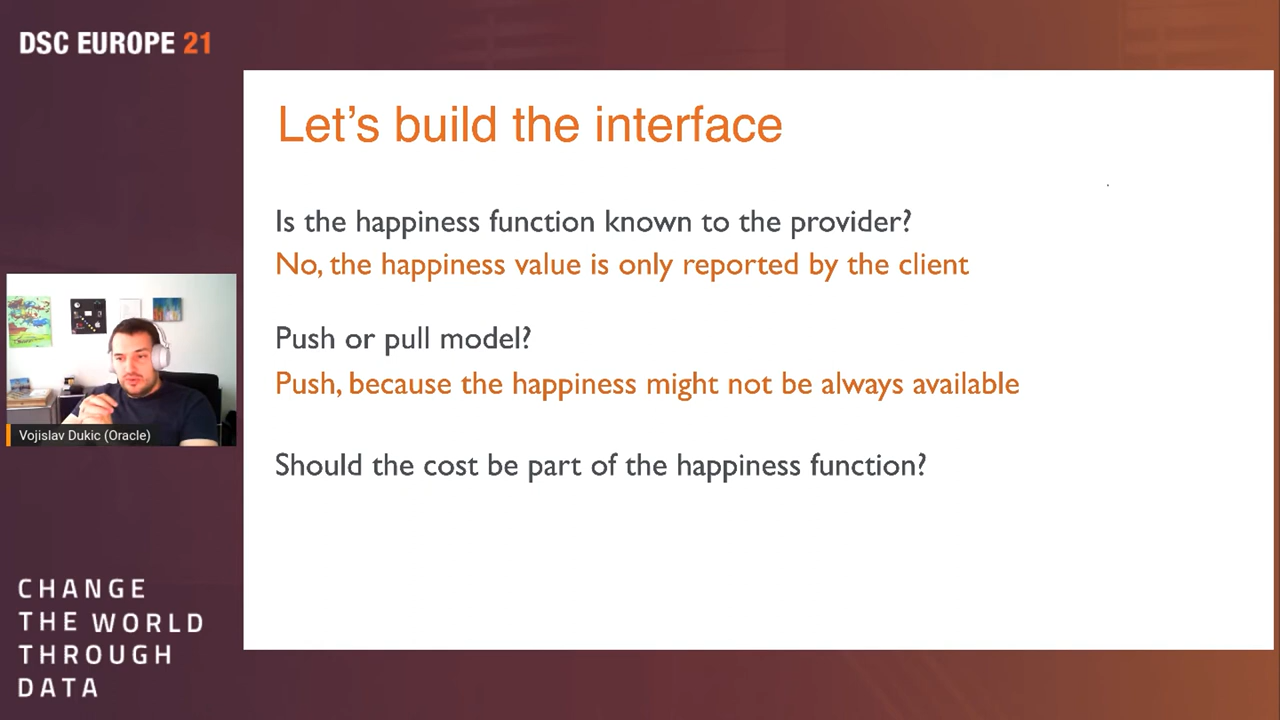 DSC EUROPE 21
Let's build the interface
Is the happiness function known to the provider?
No, the happiness value is only reported by the client
Push or pull model?
Push, because the happiness might not be always available
Should the cost be part of the happiness function?
Vojislav Dukic (Oracle)
CHANGE
THE WORLD
THROUGH
DATA